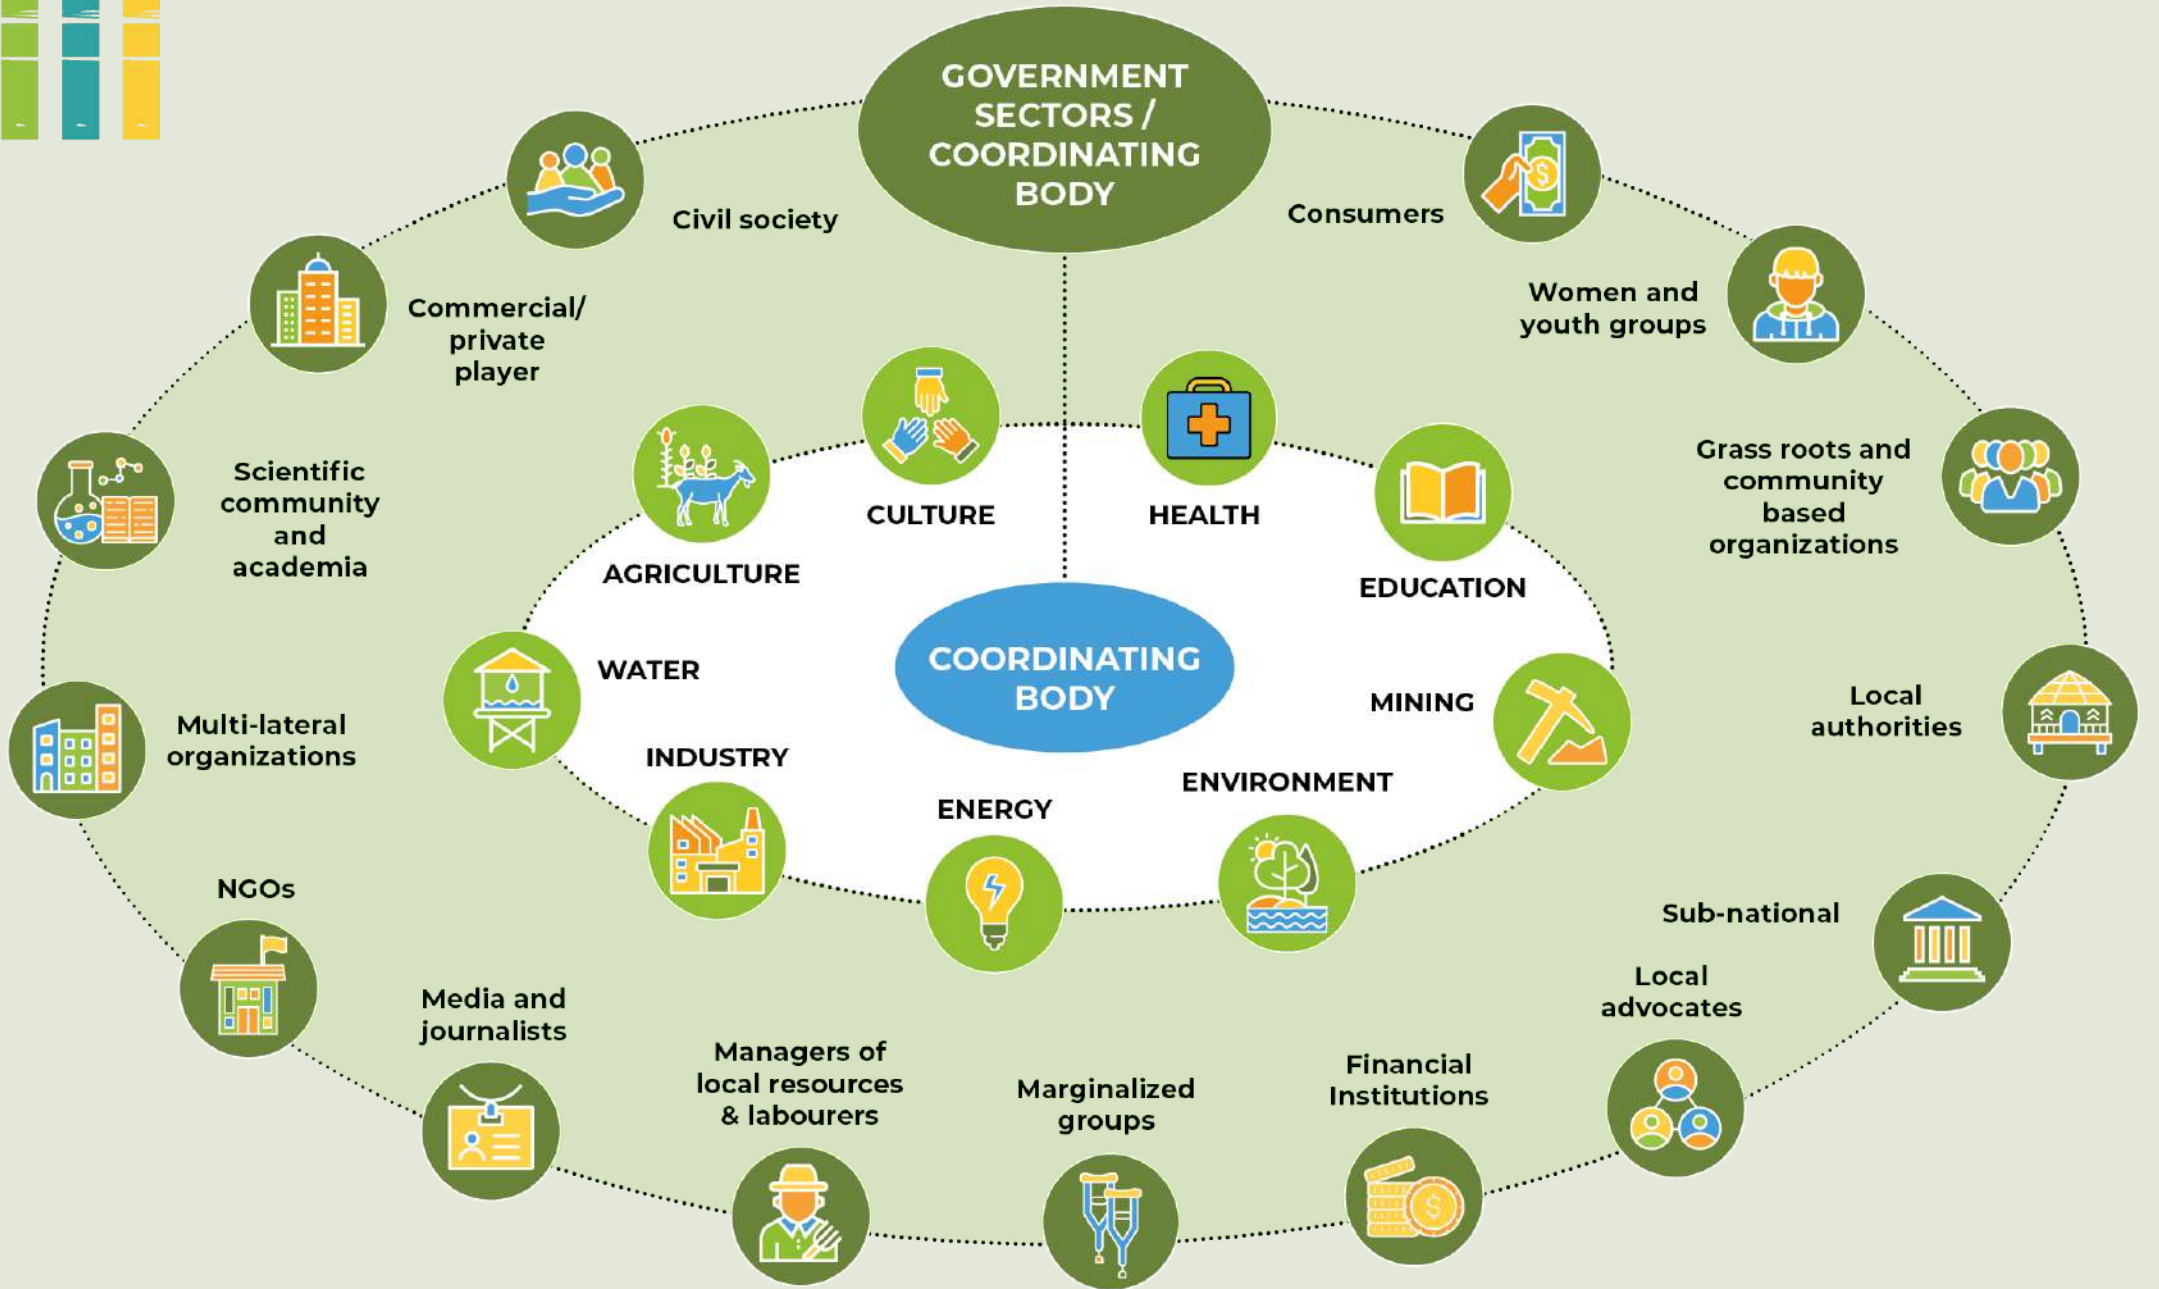 GOVERNMENT
SECTORS /
COORDINATING
BODY
Civil society
Consumers
Commercial/
private
player
Women and
youth groups
Scientific
community
and
academia
Grass roots and
community
based
organizations
CULTURE
HEALTH
AGRICULTURE
EDUCATION
WATER
COORDINATING
BODY
MINING
INDUSTRY
ENERGY
ENVIRONMENT
Multi-lateral
organizations
Local
authorities
NGOs
Sub-national
Media and
journalists
Local
advocates
Managers of
local resources
& labourers
Marginalized
groups
Financial
Institutions